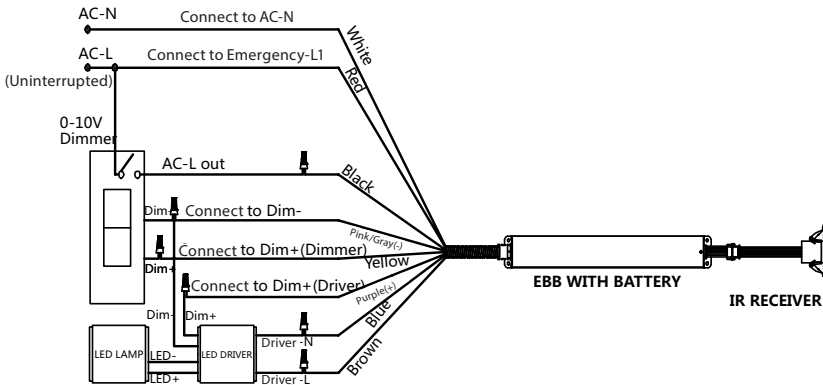 AC-N
Connect to AC-N
White
AC-L
Connect to Emergency-L1
(Uninterrupted)
Red
0-10V
Dimmer
AC-L out
Black
Dim-
Connect to Dim-
Pink/Gray(-)
Connect to Dim+(Dimmer)
Yellow
Dim+
EBB WITH BATTERY
IR RECEIVER
Connect to Dim+(Driver)
Purple(+)
Dim-
Dim+
Blue
Driver -N
LED LAMP
LED-
LED DRIVER
LED+
Driver -L
Brown